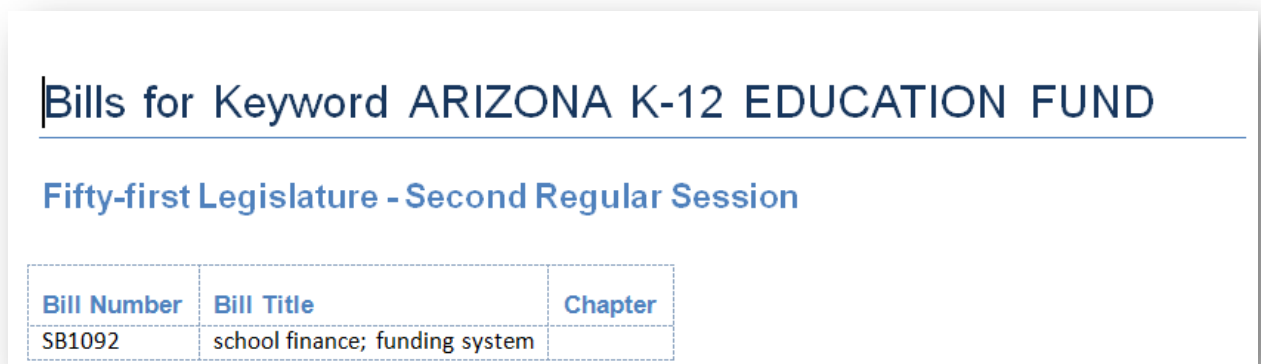 Bills for Keyword ARIZONA K-12 EDUCATION FUND
Fifty-first Legislature - Second Regular Session
Bill Number Bill Title Chapter
SB1092 school finance; funding system